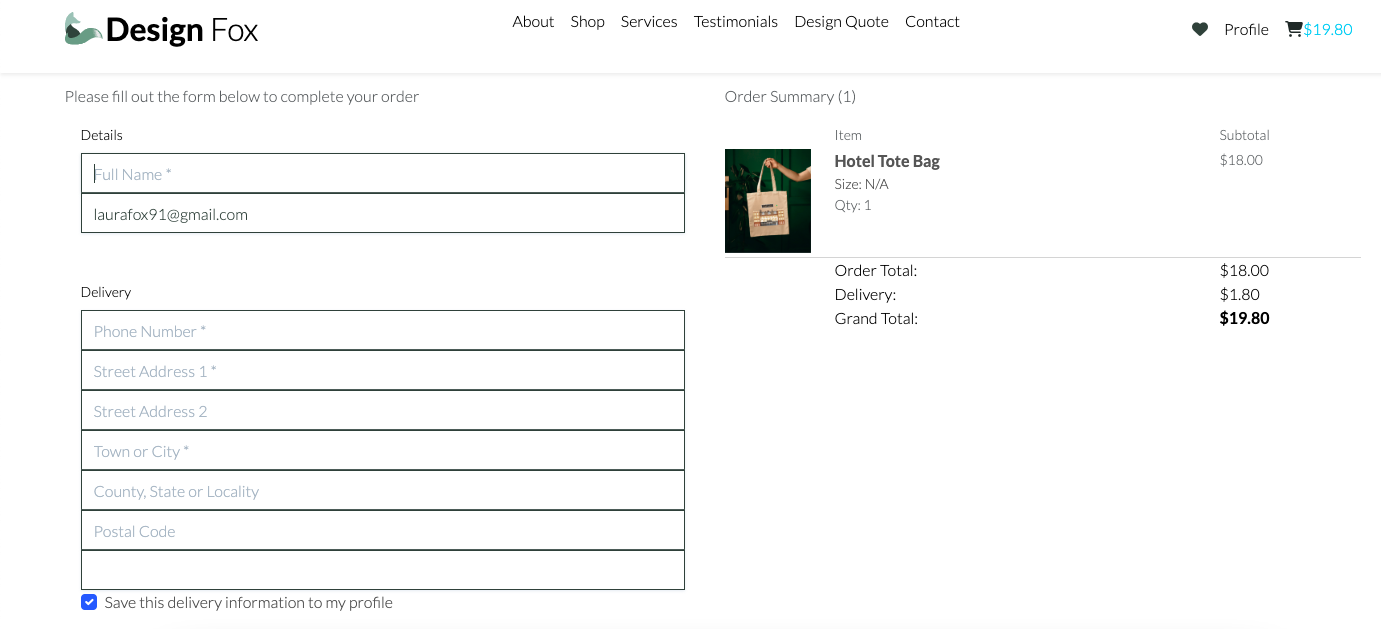 Design Fox
About Shop Services Testimonials Design Quote Contact
Profile $19.80
Please fill out the form below to complete your order
Details
Full Name *
laurafox91@gmail.com
Delivery
Phone Number *
Street Address 1 *
Street Address 2
Town or City *
County, State or Locality
Postal Code
Save this delivery information to my profile
Order Summary (1)
Item Subtotal
Hotel Tote Bag $18.00
Size: N/A
Qty: 1
Order Total: $18.00
Delivery: $1.80
Grand Total: $19.80